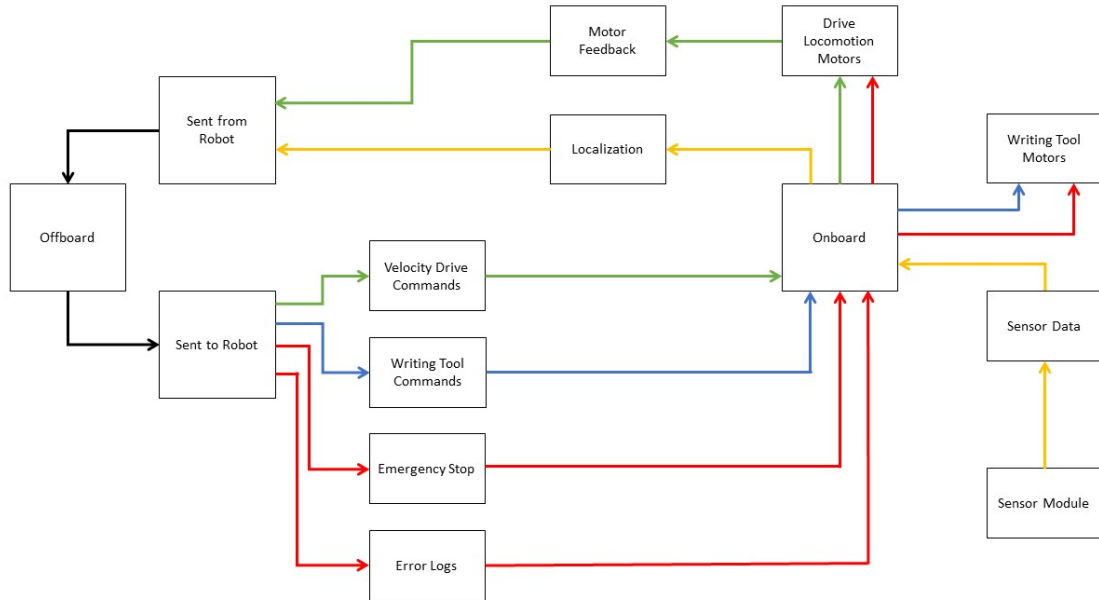 Motor
Feedback
Drive
Locomotion
Motors
Sent from
Robot
Localization
Writing Tool
Motors
Offboard
Onboard
Velocity Drive
Commands
Sent to Robot
Sensor Data
Writing Tool
Commands
Emergency Stop
Sensor Module
Error Logs